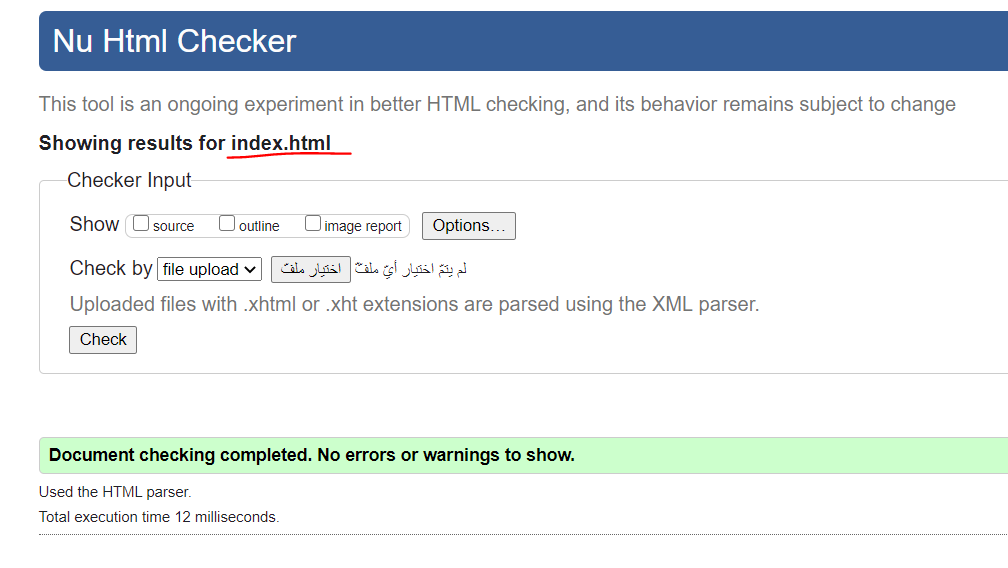 Nu Html Checker
This tool is an ongoing experiment in better HTML checking, and its behavior remains subject to change
Showing results for index.html
Checker Input
Show source outline image report Options...
Check by file upload اختيار ملفّ لم يتمّ اختيار أيّ ملفّ
Uploaded files with .xhtml or .xht extensions are parsed using the XML parser.
Check
Document checking completed. No errors or warnings to show.
Used the HTML parser.
Total execution time 12 milliseconds.